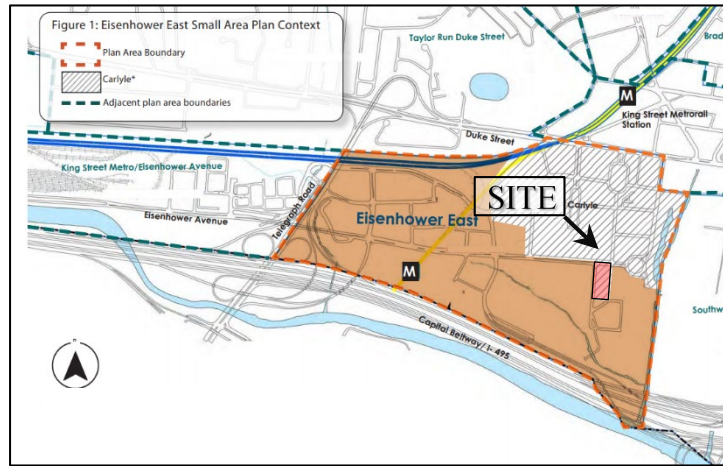 Figure 1: Eisenhower East Small Area Plan Context
Plan Area Boundary
Carlyle*
Adjacent plan area boundaries
Taylor Run Duke Street
Brad
M
King Street Metrorail
Station
Duke Street
King Street Metro/Eisenhower Avenue
Telegraph Road
Eisenhower Avenue
SITE
Carlyle
Eisenhower East
M
Capital Beltway/ I- 495
Southw